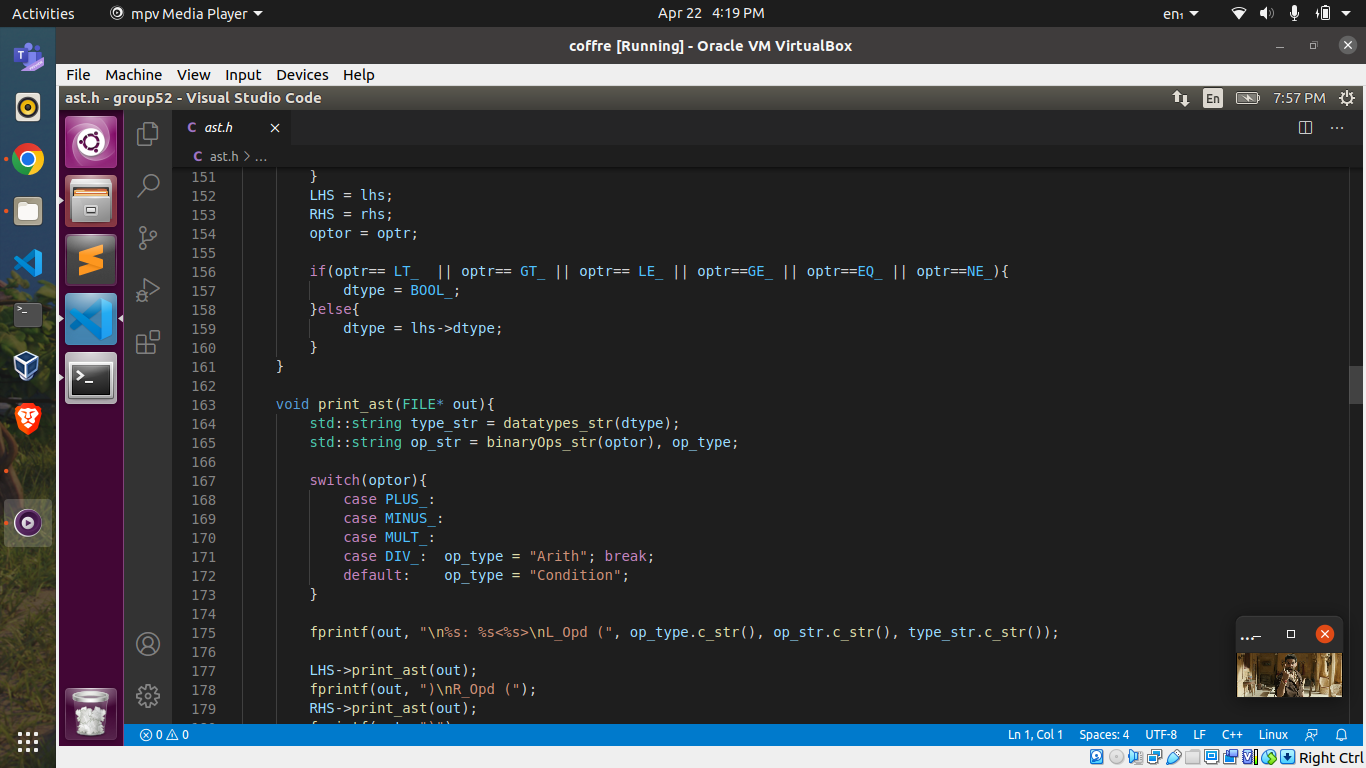 Activities mpv Media Player Apr 22 4:19 PM en₁
coffre [Running] - Oracle VM VirtualBox
File Machine View Input Devices Help
ast.h - group52 - Visual Studio Code En 7:57 PM
C ast.h
C ast.h > ...
151 }
152 LHS = lhs;
153 RHS = rhs;
154 optor = optr;
155
156 if(optr== LT_  || optr== GT_ || optr== LE_ || optr==GE_ || optr==EQ_ || optr==NE_){
157 dtype = BOOL_;
158 }else{
159 dtype = lhs->dtype;
160 }
161 }
162
163 void print_ast(FILE* out){
164 std::string type_str = datatypes_str(dtype);
165 std::string op_str = binaryOps_str(optor), op_type;
166
167 switch(optor){
168 case PLUS_:
169 case MINUS_:
170 case MULT_:
171 case DIV_:  op_type = "Arith"; break;
172 default:    op_type = "Condition";
173 }
174
175 fprintf(out, "\n%s: %s<%s>\nL_Opd (", op_type.c_str(), op_str.c_str(), type_str.c_str());
176
177 LHS->print_ast(out);
178 fprintf(out, ")\nR_Opd (");
179 RHS->print_ast(out);
0 0 Ln 1, Col 1 Spaces: 4 UTF-8 LF C++ Linux
Right Ctrl